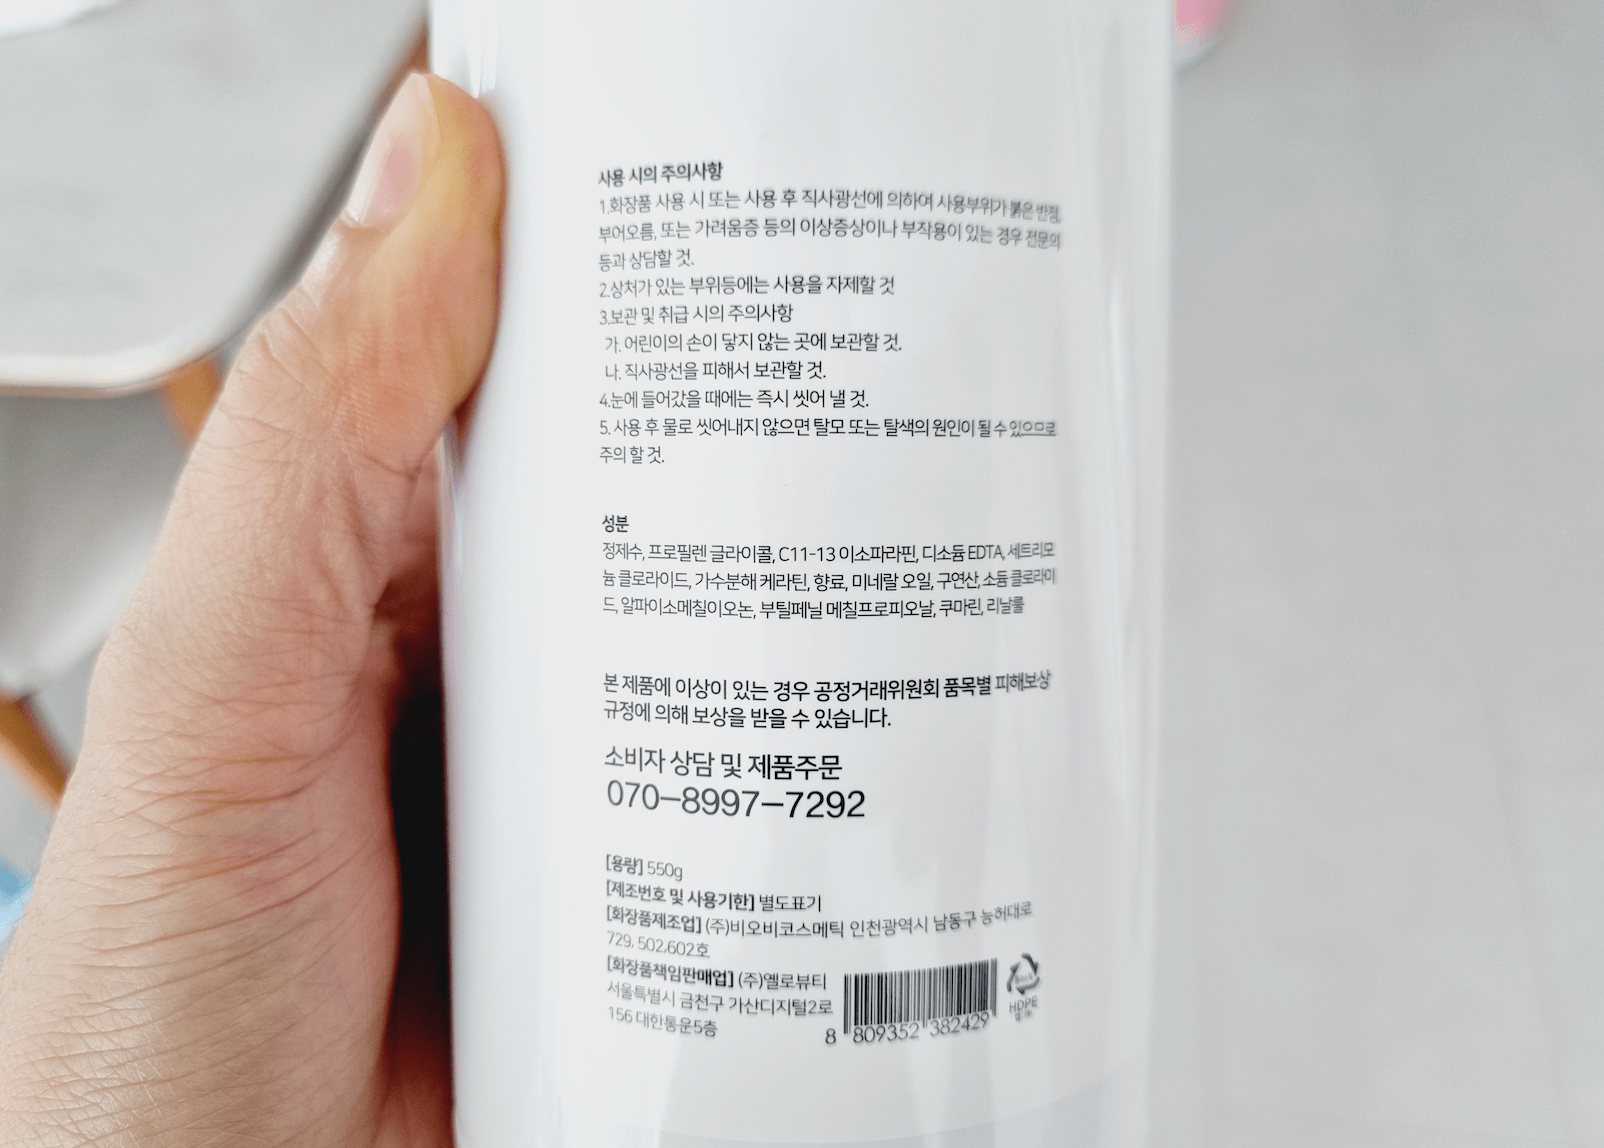 사용 시의 주의사항
1.화장품 사용 시 또는 사용 후 직사광선에 의하여 사용부위가 붉은 반점,
부어오름, 또는 가려움증 등의 이상증상이나 부작용이 있는 경우 전문의
등과 상담할 것.
2.상처가 있는 부위등에는 사용을 자제할 것
3.보관 및 취급 시의 주의사항
가. 어린이의 손이 닿지 않는 곳에 보관할 것.
나. 직사광선을 피해서 보관할 것.
4.눈에 들어갔을 때에는 즉시 씻어 낼 것.
5. 사용 후 물로 씻어내지 않으면 탈모 또는 탈색의 원인이 될 수 있으므로
주의 할 것.
성분
정제수, 프로필렌 글라이콜, C11-13 이소파라핀, 디소듐 EDTA, 세트리모
늄 클로라이드, 가수분해 케라틴, 향료, 미네랄 오일, 구연산, 소듐 클로라이
드, 알파이소메칠이오논, 부틸페닐 메칠프로피오날, 쿠마린, 리날룰
본 제품에 이상이 있는 경우 공정거래위원회 품목별 피해보상
규정에 의해 보상을 받을 수 있습니다.
소비자 상담 및 제품주문
070-8997-7292
[용량] 550g
[제조번호 및 사용기한] 별도표기
[화장품제조업] (주)비오비코스메틱 인천광역시 남동구 능허대로
729, 502,602호
[화장품책임판매업] (주)옐로뷰티
서울특별시 금천구 가산디지털2로
156 대한통운5층
8 809352 382429
HDPE